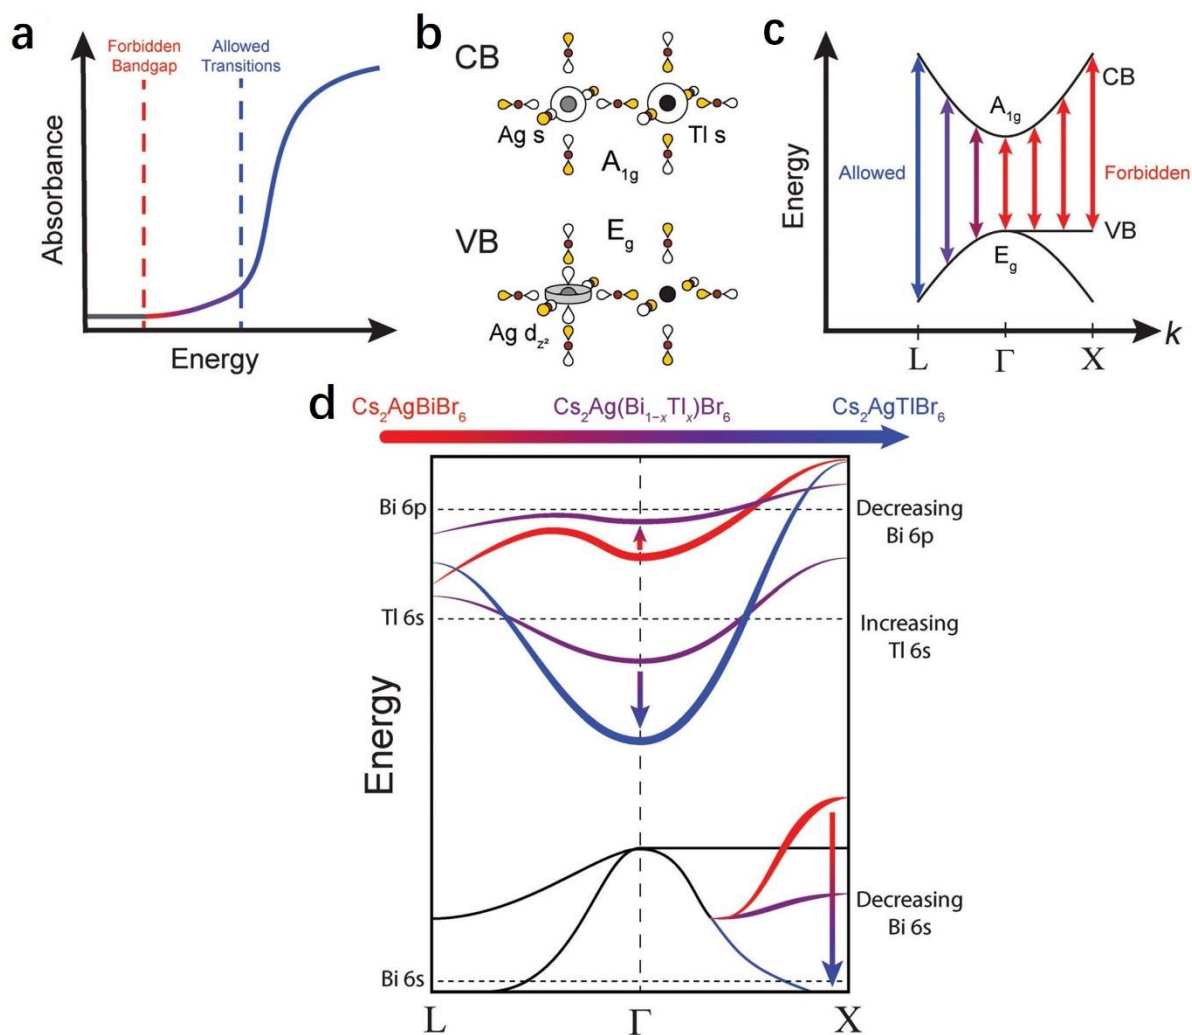 a
Forbidden
Bandgap
Allowed
Transitions
Absorbance
Energy
b
CB
Ag s
Tl s
A1g
VB
Eg
Ag dz²
c
Energy
CB
A1g
Allowed
Forbidden
VB
Eg
k
L
Γ
X
d
Cs2AgBiBr6
Cs2Ag(Bi1−xTlx)Br6
Cs2AgTlBr6
Energy
Bi 6p
Decreasing
Bi 6p
Tl 6s
Increasing
Tl 6s
Decreasing
Bi 6s
Bi 6s
L
Γ
X